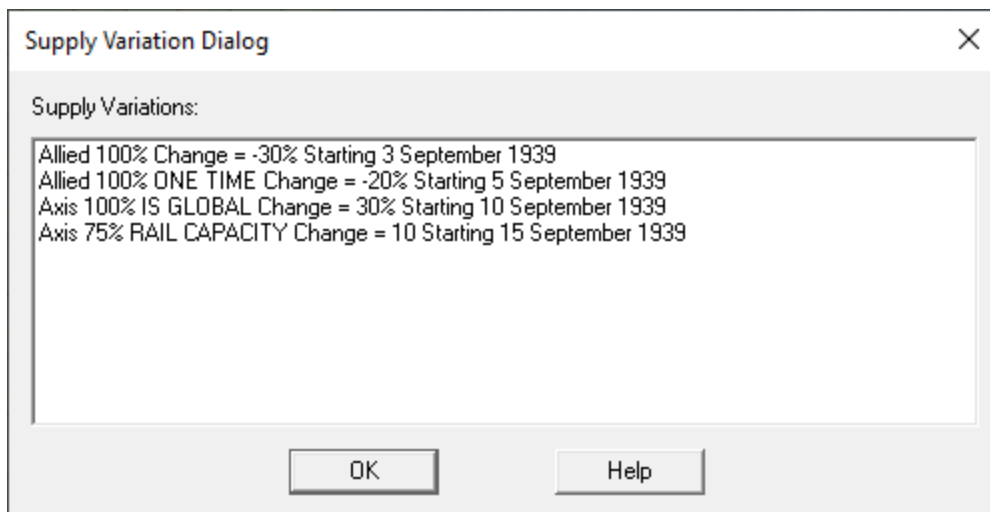 Supply Variation Dialog
Supply Variations:
Allied 100% Change = -30% Starting 3 September 1939
Allied 100% ONE TIME Change = -20% Starting 5 September 1939
Axis 100% IS GLOBAL Change = 30% Starting 10 September 1939
Axis 75% RAIL CAPACITY Change = 10 Starting 15 September 1939
OK Help